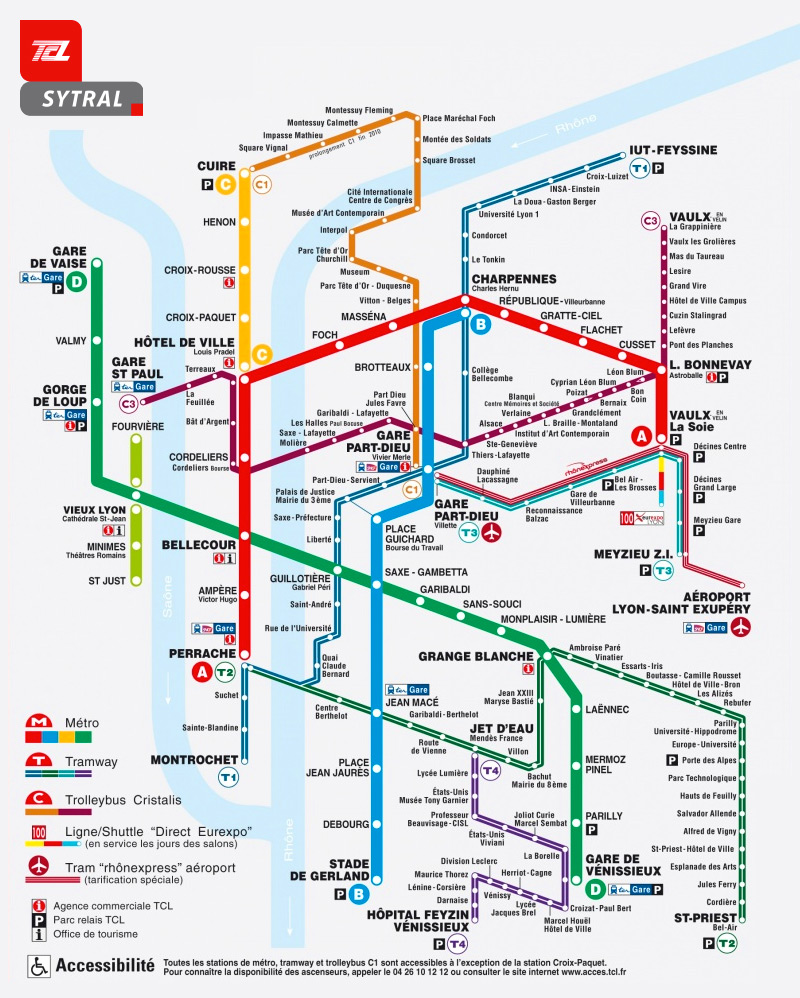 TCL
SYTRAL
Rhône
Montessuy Fleming
Montessuy Calmette
Impasse Mathieu
Square Vignal
prolongement C1 fin 2010
Place Maréchal Foch
Montée des Soldats
Square Brosset
CUIRE
P C
C1
HENON
CROIX-ROUSSE
CROIX-PAQUET
HÔTEL DE VILLE
Louis Pradel
C
Cité Internationale
Centre de Congrès
Musée d'Art Contemporain
Interpol
Parc Tête d'Or
Churchill
Museum
Parc Tête d'Or - Duquesne
Vitton - Belges
IUT-FEYSSINE
T1 P
Croix-Luizet
INSA-Einstein
La Doua-Gaston Berger
Université Lyon 1
Condorcet
Le Tonkin
CHARPENNES
Charles Hernu
B
C3
VAULX EN VELIN
La Grappinière
Vaulx les Grolières
Mas du Taureau
Lesire
Grand Vire
Hôtel de Ville Campus
Cuzin Stalingrad
Lefèvre
Pont des Planches
L. BONNEVAY
Astroballe i P
RÉPUBLIQUE-Villeurbanne
GRATTE-CIEL
FLACHET
CUSSET
MASSÉNA
FOCH
BROTTEAUX
GARE
DE VAISE
ter Gare
P D
VALMY
GORGE
DE LOUP
ter Gare
i P
GARE
ST PAUL
ter Gare
C3
Terreaux
La
Feuillée
Bât d'Argent
CORDELIERS
Cordeliers Bourse
FOURVIÈRE
VIEUX LYON
Cathédrale St-Jean
MINIMES
Théâtres Romains
ST JUST
Saône
Collège
Bellecombe
Léon Blum
Cyprian Léon Blum
Poizat
Bernaix
Bon
Coin
Blanqui
Centre Mémoires et Société
Verlaine
Alsace
Grandclément
L. Braille-Montaland
Institut d'Art Contemporain
Ste-Geneviève
Thiers-Lafayette
Part Dieu
Jules Favre
Garibaldi - Lafayette
Les Halles Paul Bocuse
Saxe - Lafayette
Molière
GARE
PART-DIEU
Vivier Merle
Gare i
C1
Part-Dieu-Servient
Palais de Justice
Mairie du 3ème
Saxe-Préfecture
Liberté
GUILLOTIÈRE
Gabriel Péri
Saint-André
Rue de l'Université
Quai
Claude
Bernard
Dauphiné
Lacassagne
rhônexpress
Reconnaissance
Balzac
Gare de
Villeurbanne
P Bel Air -
Les Brosses
GARE
PART-DIEU
Villette
T3
VAULX EN VELIN
La Soie
A P
Décines Centre
P
Décines
Grand Large
Meyzieu Gare
P
100 EUREXPO
LYON
MEYZIEU Z.I.
P T3
AÉROPORT
LYON-SAINT EXUPÉRY
ter Gare
PLACE
GUICHARD
Bourse du Travail
BELLECOUR
AMPÈRE
Victor Hugo
Gare
PERRACHE
A T2
Suchet
Sainte-Blandine
MONTROCHET
T1
SAXE - GAMBETTA
GARIBALDI
SANS-SOUCI
MONPLAISIR - LUMIÈRE
GRANGE BLANCHE
Ambroise Paré
Vinatier
Essarts-Iris
Boutasse - Camille Rousset
Hôtel de Ville-Bron
Les Alizés
Rebufer
Parilly
Université-Hippodrome
Europe-Université
P Porte des Alpes
Parc Technologique
Hauts de Feuilly
Salvador Allende
Alfred de Vigny
St-Priest-Hôtel de Ville
Esplanade des Arts
Jules Ferry
Cordière
ST-PRIEST
Bel-Air
P T2
ter Gare
JEAN MACÉ
Centre
Berthelot
Garibaldi-Berthelot
Route
de Vienne
Jean XXIII
Maryse Bastié
JET D'EAU
Mendès France
Villon
Bachut
Mairie du 8ème
T4
Lycée Lumière
États-Unis
Musée Tony Garnier
Professeur
Beauvisage-CISL
États-Unis
Viviani
Joliot Curie
Marcel Sembat
La Borelle
Division Leclerc
Maurice Thorez
Lénine-Corsière
Darnaise
Vénissy
Herriot-Cagne
Lycée
Jacques Brel
Croizat-Paul Bert
Marcel Houël
Hôtel de Ville
HÔPITAL FEYZIN
VÉNISSIEUX
P T4
LAËNNEC
MERMOZ
PINEL
PARILLY
P
GARE DE
VÉNISSIEUX
D ter Gare P
PLACE
JEAN JAURÈS
DEBOURG
STADE
DE GERLAND
P B
Rhône
M Métro
T Tramway
C Trolleybus Cristalis
100 Ligne/Shuttle "Direct Eurexpo"
(en service les jours des salons)
Tram "rhônexpress" aéroport
(tarification spéciale)
i Agence commerciale TCL
P Parc relais TCL
i Office de tourisme
Accessibilité
Toutes les stations de métro, tramway et trolleybus C1 sont accessibles à l'exception de la station Croix-Paquet.
Pour connaître la disponibilité des ascenseurs, appeler le 04 26 10 12 12 ou consulter le site internet www.acces.tcl.fr